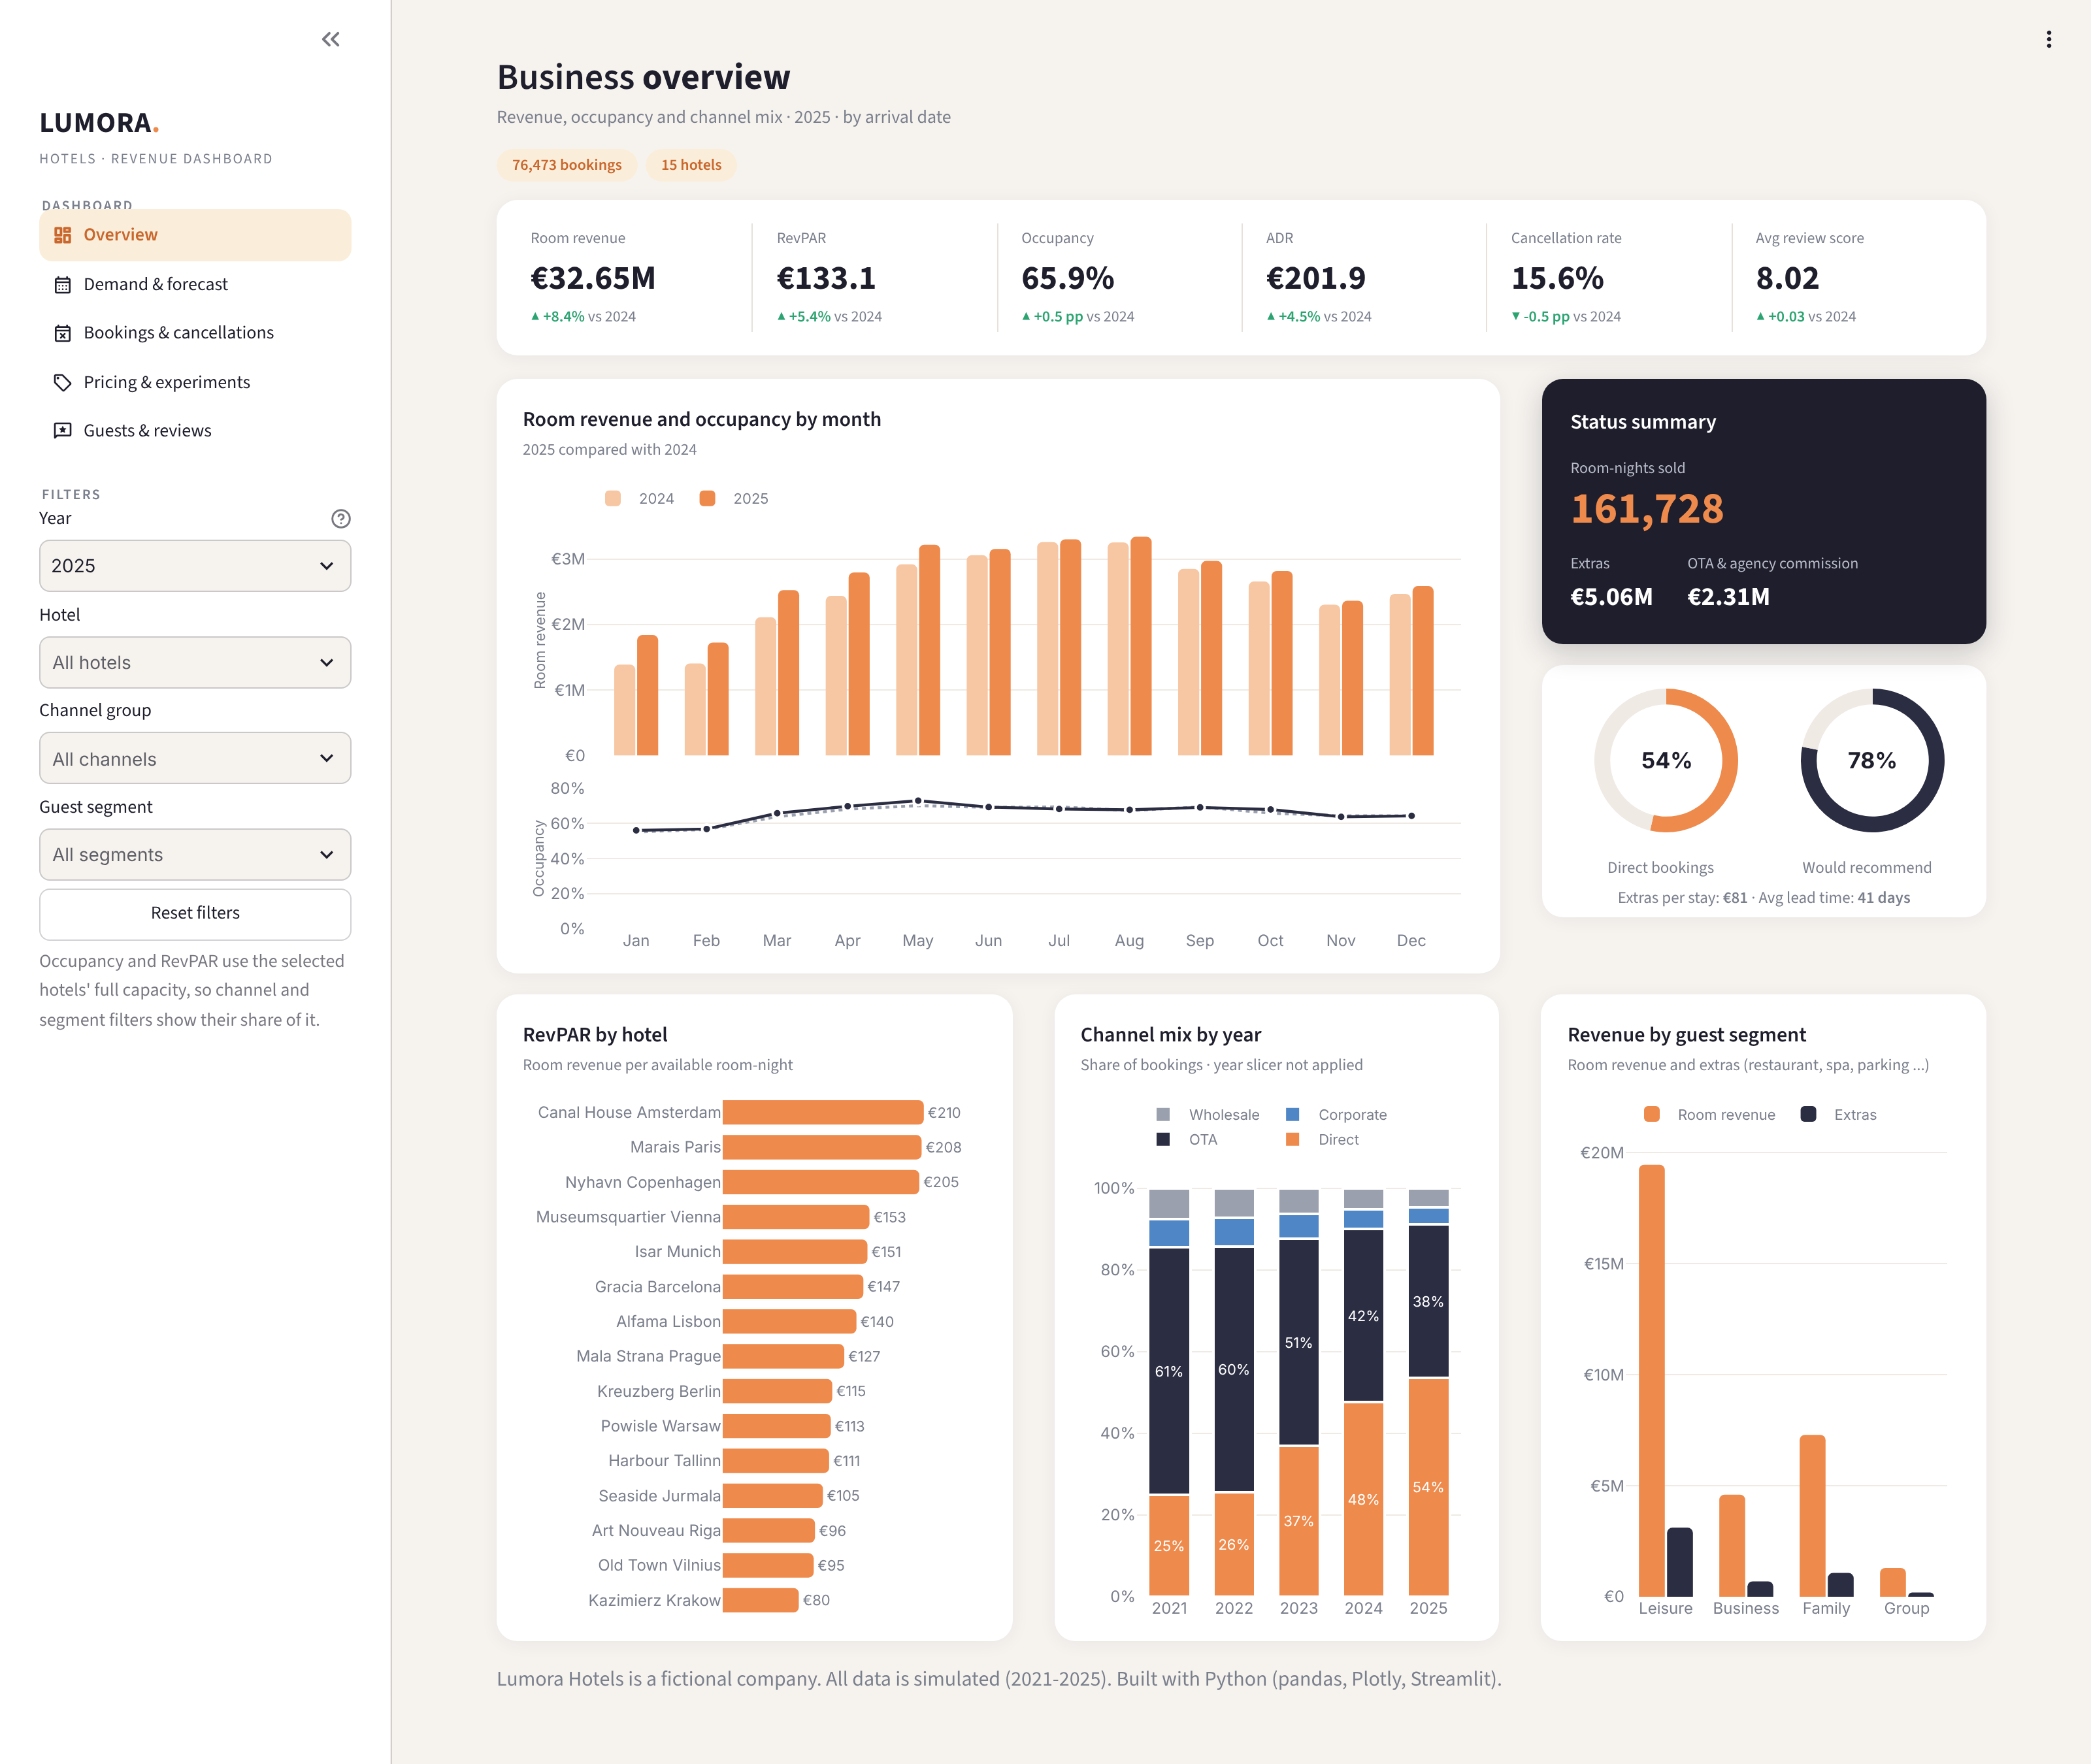 LUMORA.
HOTELS · REVENUE DASHBOARD
DASHBOARD
Overview
Demand & forecast
Bookings & cancellations
Pricing & experiments
Guests & reviews
FILTERS
Year
2025
Hotel
All hotels
Channel group
All channels
Guest segment
All segments
Reset filters
Occupancy and RevPAR use the selected
hotels' full capacity, so channel and
segment filters show their share of it.
Business overview
Revenue, occupancy and channel mix · 2025 · by arrival date
76,473 bookings 15 hotels
Room revenue
€32.65M
▲ +8.4% vs 2024
RevPAR
€133.1
▲ +5.4% vs 2024
Occupancy
65.9%
▲ +0.5 pp vs 2024
ADR
€201.9
▲ +4.5% vs 2024
Cancellation rate
15.6%
▼ -0.5 pp vs 2024
Avg review score
8.02
▲ +0.03 vs 2024
Room revenue and occupancy by month
2025 compared with 2024
2024 2025
Room revenue
€3M
€2M
€1M
€0
Occupancy
80%
60%
40%
20%
0%
Jan Feb Mar Apr May Jun Jul Aug Sep Oct Nov Dec
Status summary
Room-nights sold
161,728
Extras OTA & agency commission
€5.06M €2.31M
54% 78%
Direct bookings Would recommend
Extras per stay: €81 · Avg lead time: 41 days
RevPAR by hotel
Room revenue per available room-night
Canal House Amsterdam €210
Marais Paris €208
Nyhavn Copenhagen €205
Museumsquartier Vienna €153
Isar Munich €151
Gracia Barcelona €147
Alfama Lisbon €140
Mala Strana Prague €127
Kreuzberg Berlin €115
Powisle Warsaw €113
Harbour Tallinn €111
Seaside Jurmala €105
Art Nouveau Riga €96
Old Town Vilnius €95
Kazimierz Krakow €80
Channel mix by year
Share of bookings · year slicer not applied
Wholesale Corporate
OTA Direct
100%
80%
60%
40%
20%
0%
61% 60% 51% 42% 38%
25% 26% 37% 48% 54%
2021 2022 2023 2024 2025
Revenue by guest segment
Room revenue and extras (restaurant, spa, parking ...)
Room revenue Extras
€20M
€15M
€10M
€5M
€0
Leisure Business Family Group
Lumora Hotels is a fictional company. All data is simulated (2021-2025). Built with Python (pandas, Plotly, Streamlit).